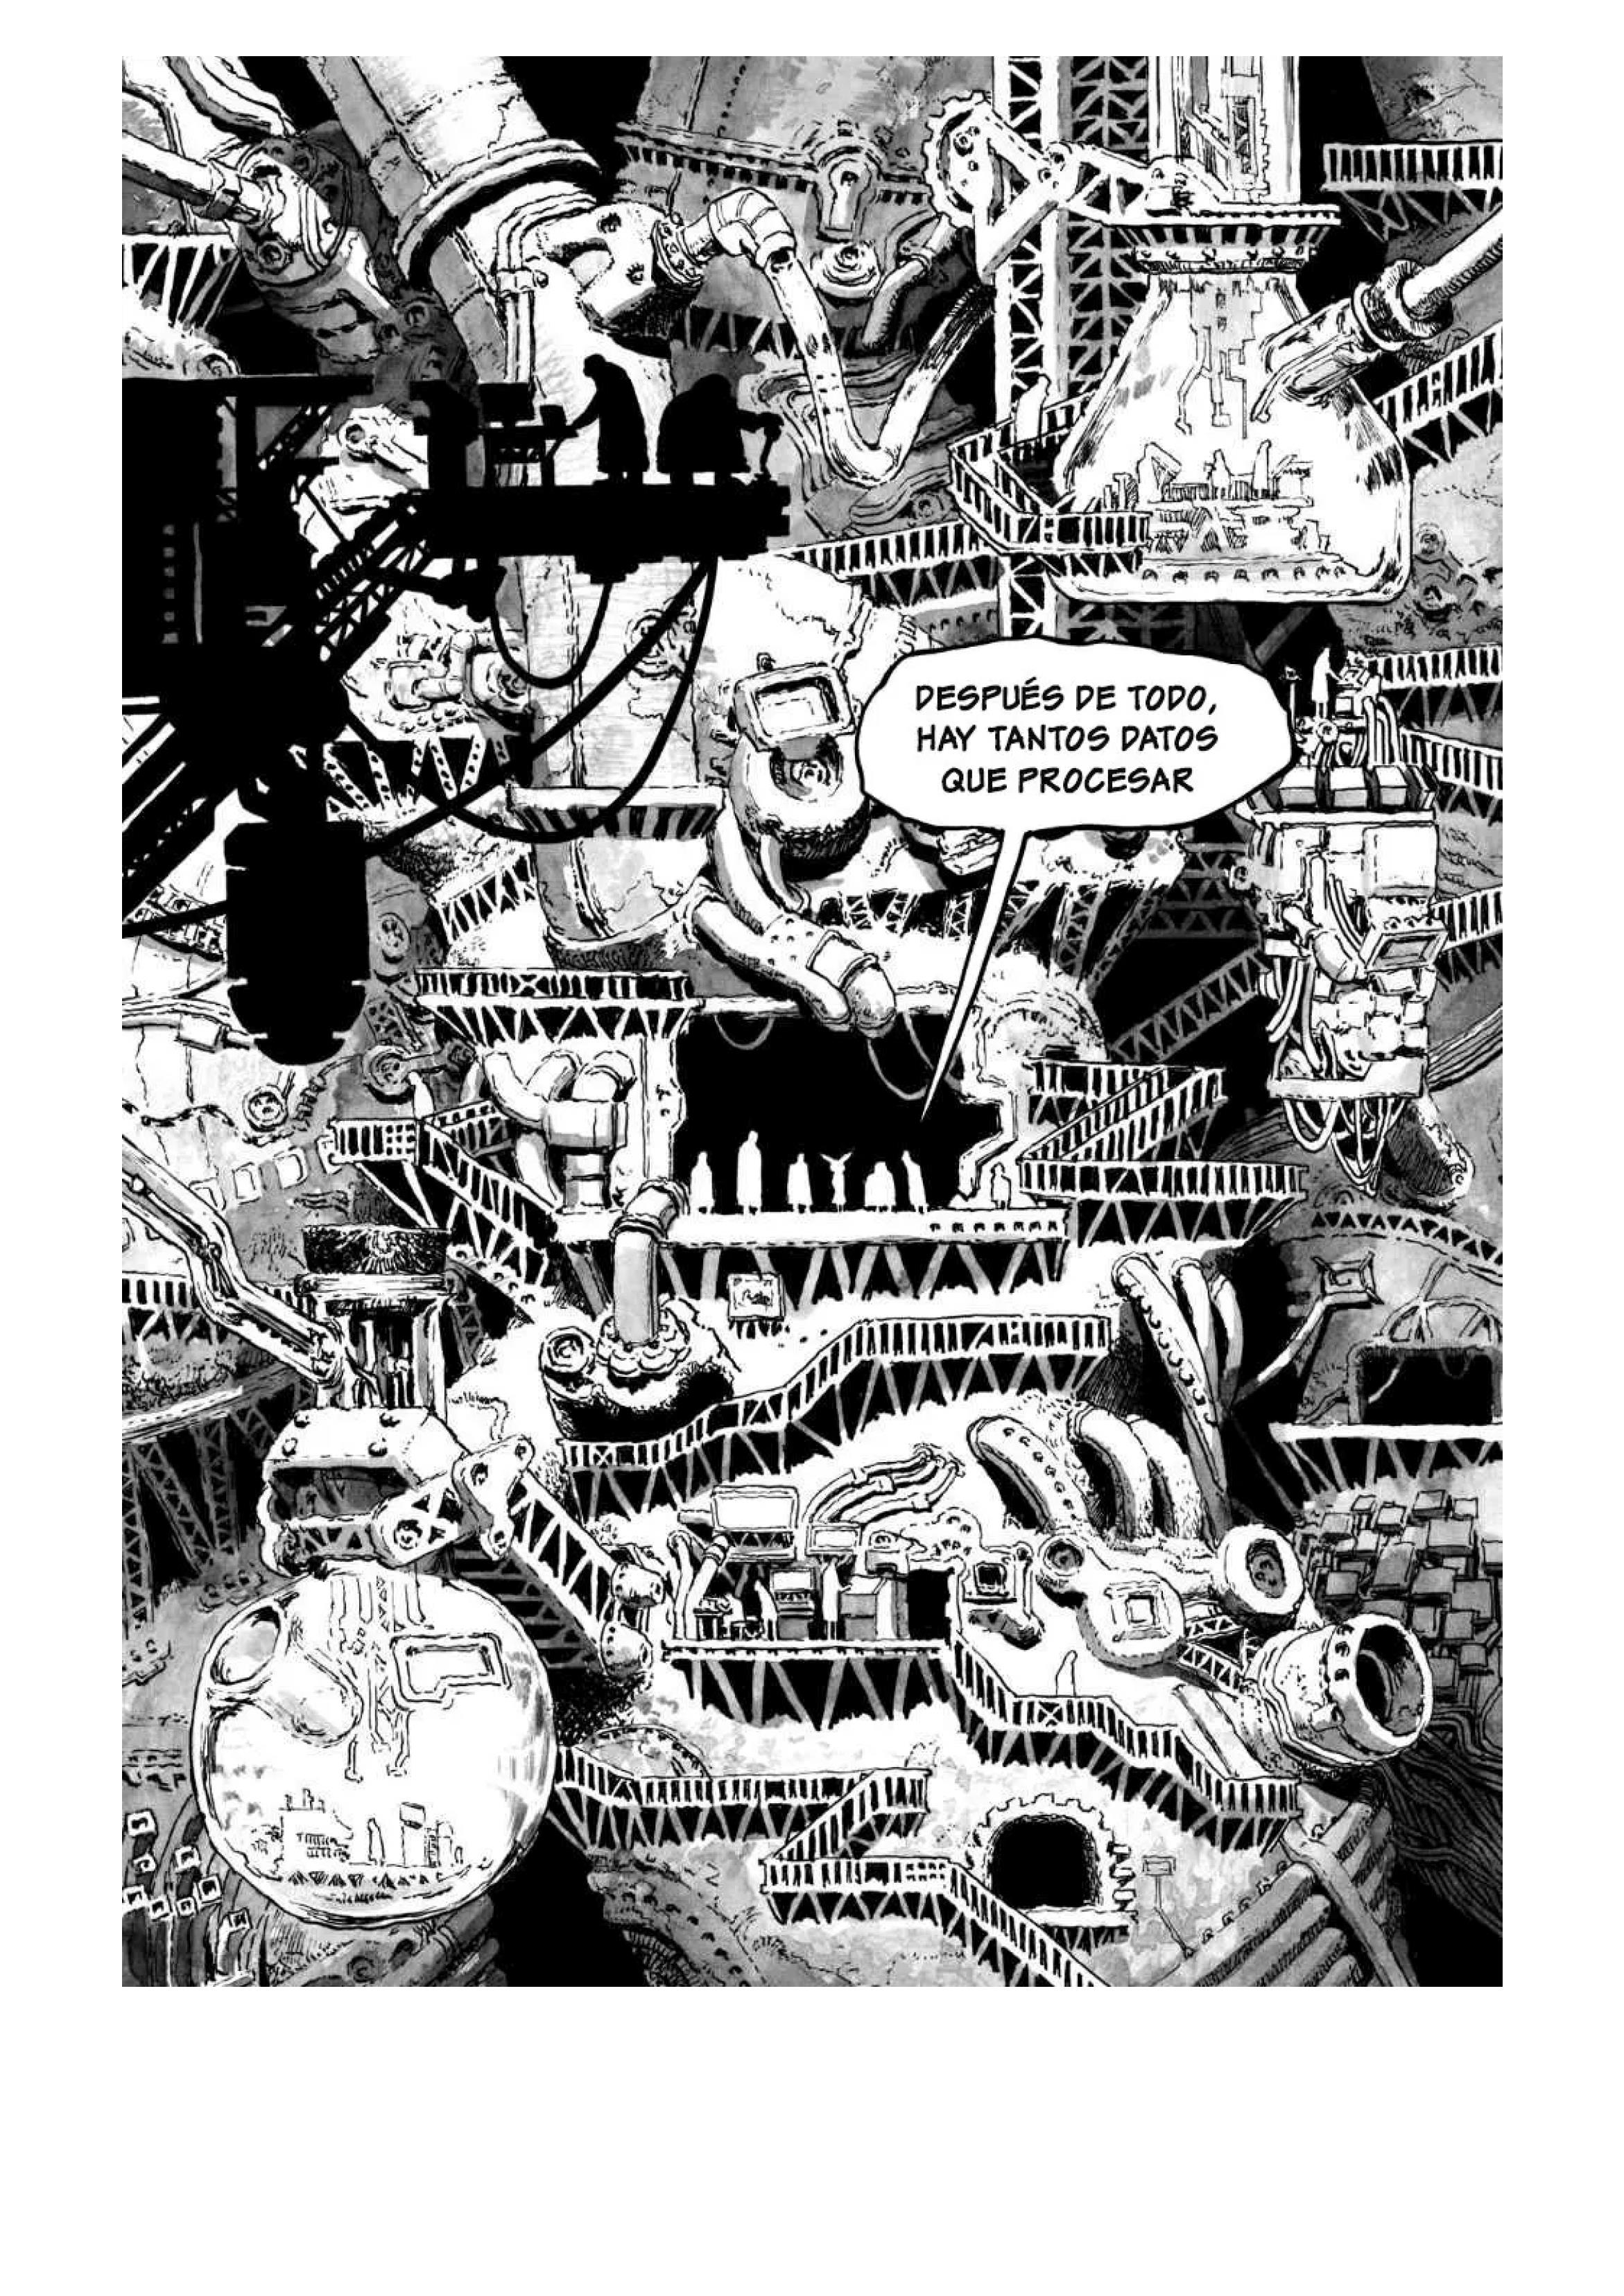 DESPUÉS DE TODO,
HAY TANTOS DATOS
QUE PROCESAR